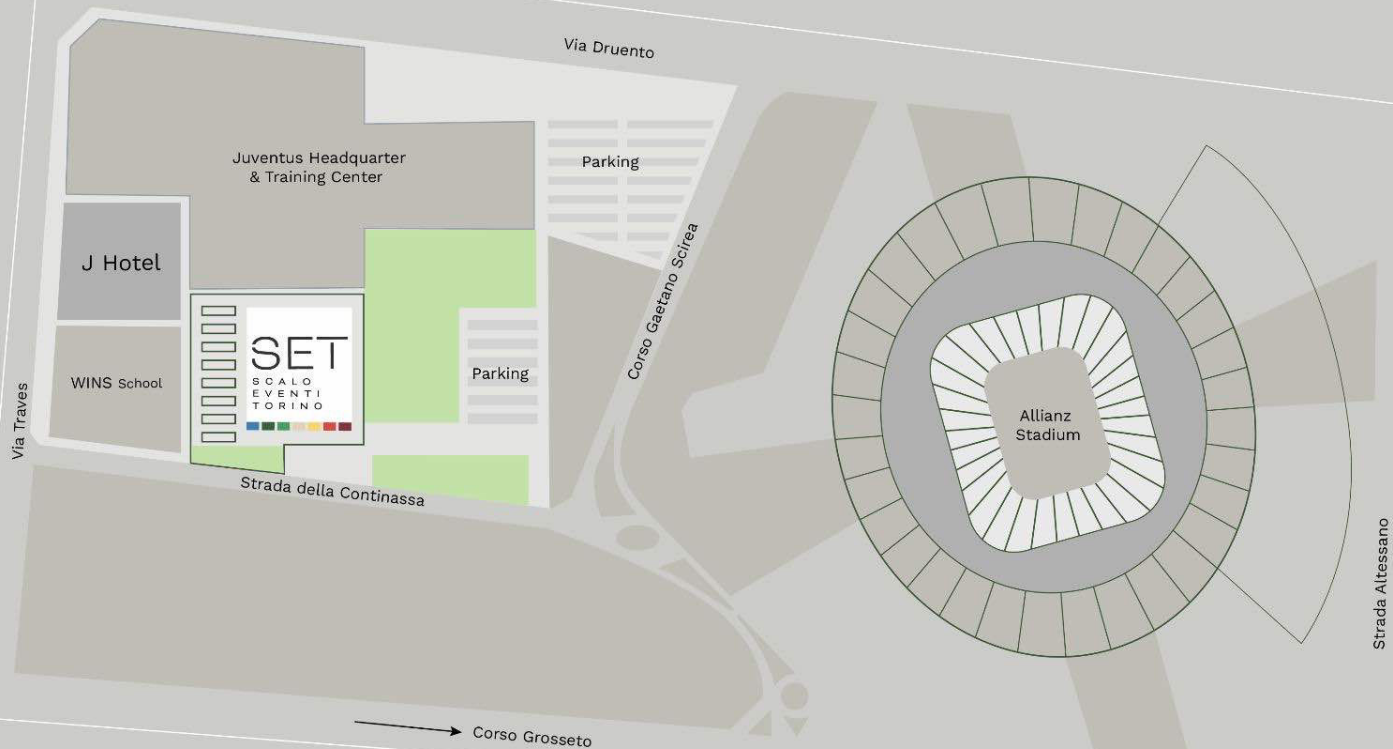 Via Druento
Juventus Headquarter
& Training Center
Parking
J Hotel
Corso Gaetano Scirea
SET
SCALO
EVENTI
TORINO
WINS School
Parking
Via Traves
Allianz
Stadium
Strada della Continassa
Strada Altessano
Corso Grosseto